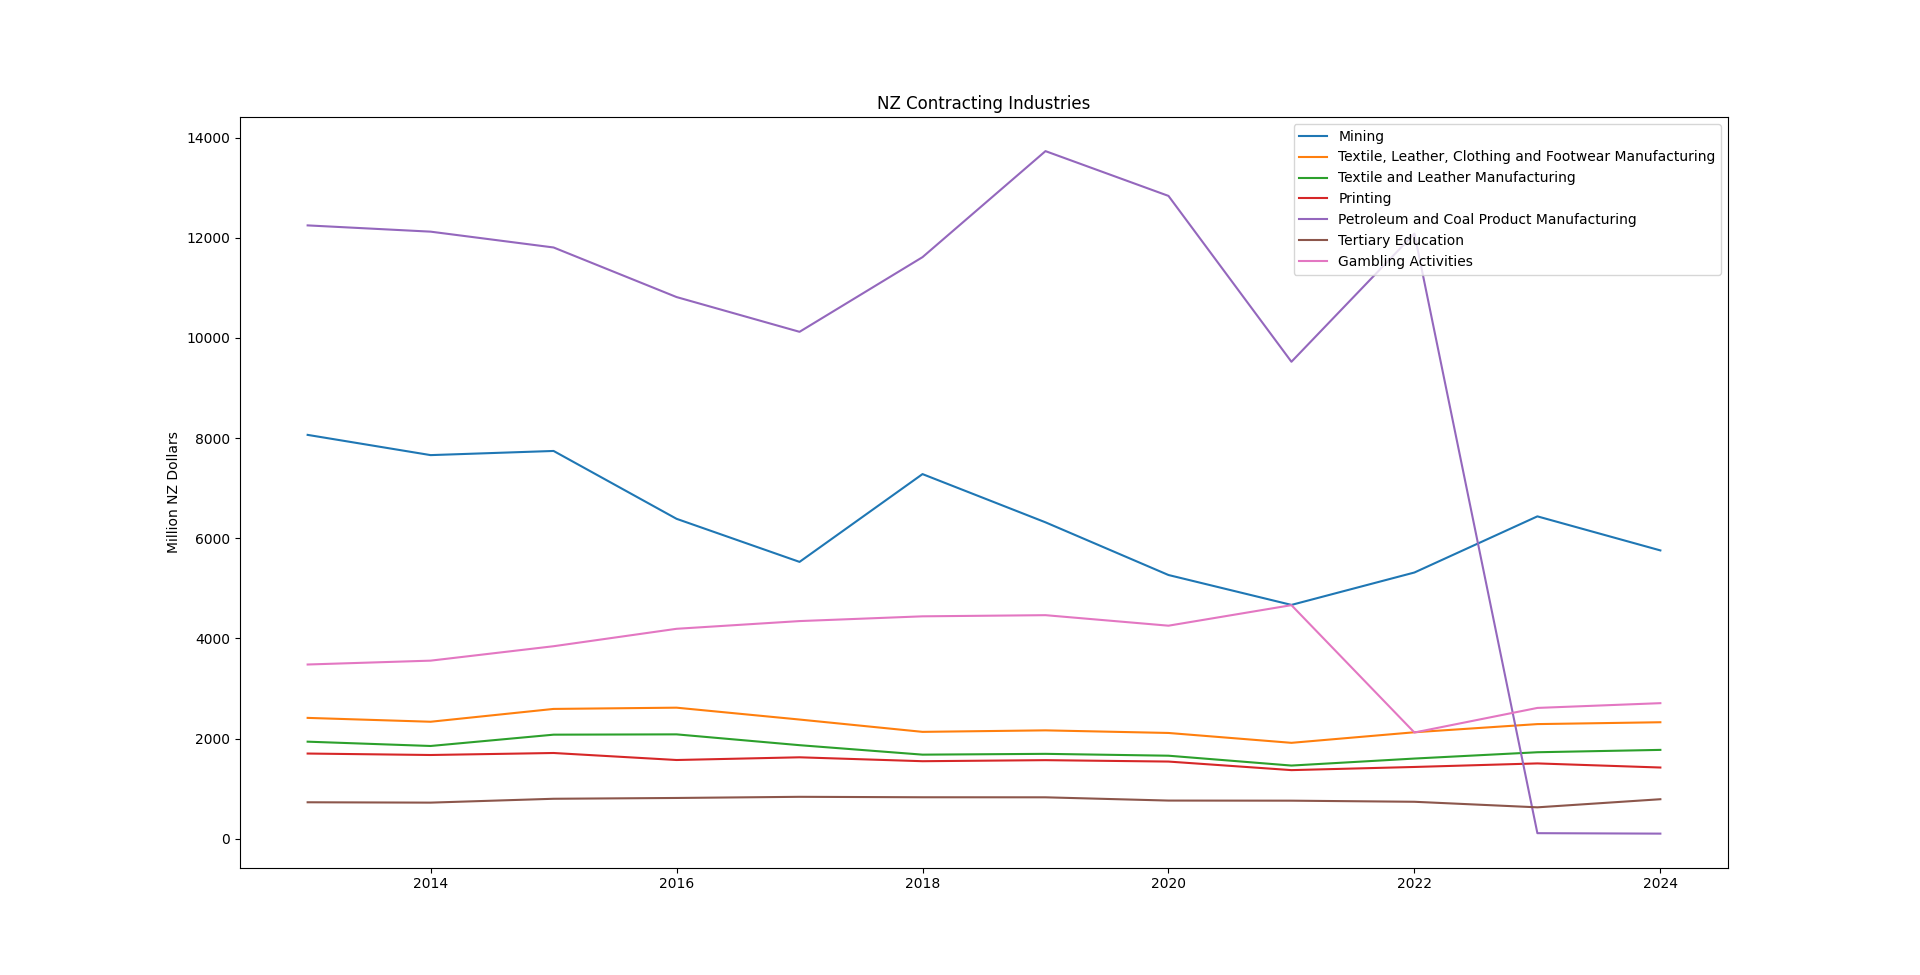 NZ Contracting Industries
14000
12000
10000
8000
6000
4000
2000
0
Million NZ Dollars
Mining
Textile, Leather, Clothing and Footwear Manufacturing
Textile and Leather Manufacturing
Printing
Petroleum and Coal Product Manufacturing
Tertiary Education
Gambling Activities
2014
2016
2018
2020
2022
2024